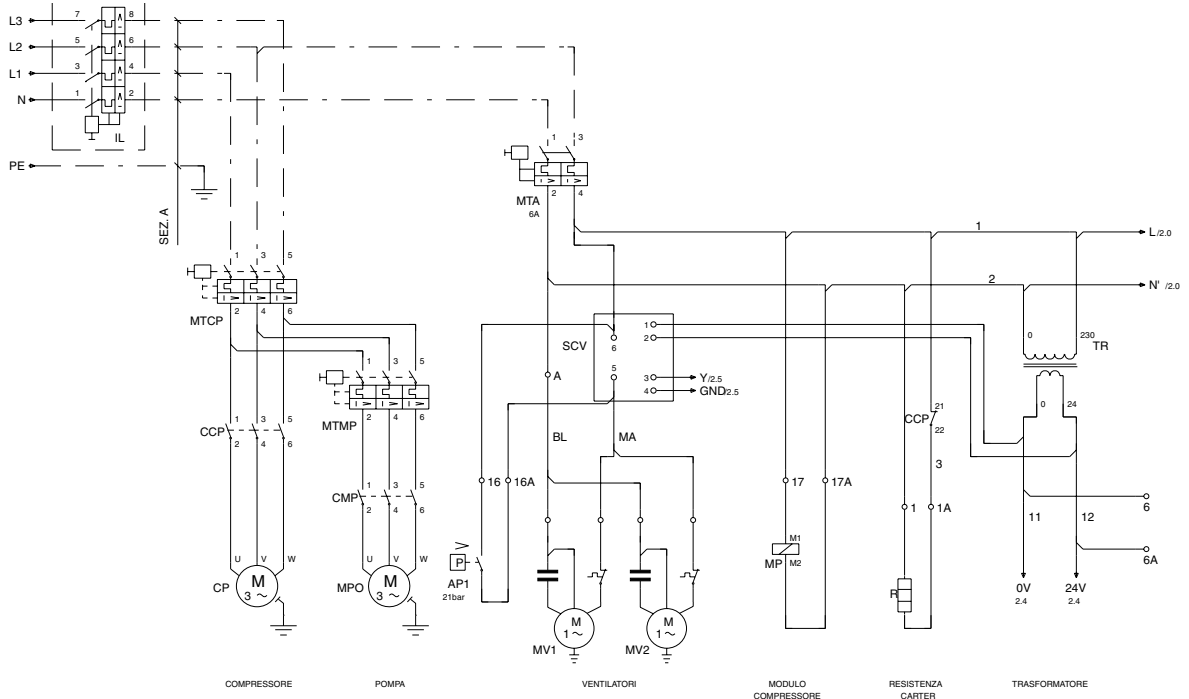 L3 7 8
L2 5 6
L1 3 4
N 1 2
IL
PE
SEZ. A
1 3
MTA 2 4
6A
1 L/2.0
2 N' /2.0
1 3 5
MTCP 2 4 6
1 3 5
MTMP 2 4 6
SCV 6 1
2
5 3 Y/2.5
4 GND/2.5
0 230 TR
0 24
A
BL MA
CCP 1 3 5
2 4 6
CMP 1 3 5
2 4 6
16 16A
17 17A
CCP 21
22
3
1 1A
11 12
6
6A
U V W
CP M
3 ~
U V W
MPO M
3 ~
P AP1
21bar
MV1 M
1 ~
MV2 M
1 ~
MP M1
M2
R
0V 24V
2.4 2.4
COMPRESSORE POMPA VENTILATORI MODULO RESISTENZA TRASFORMATORE
COMPRESSORE CARTER